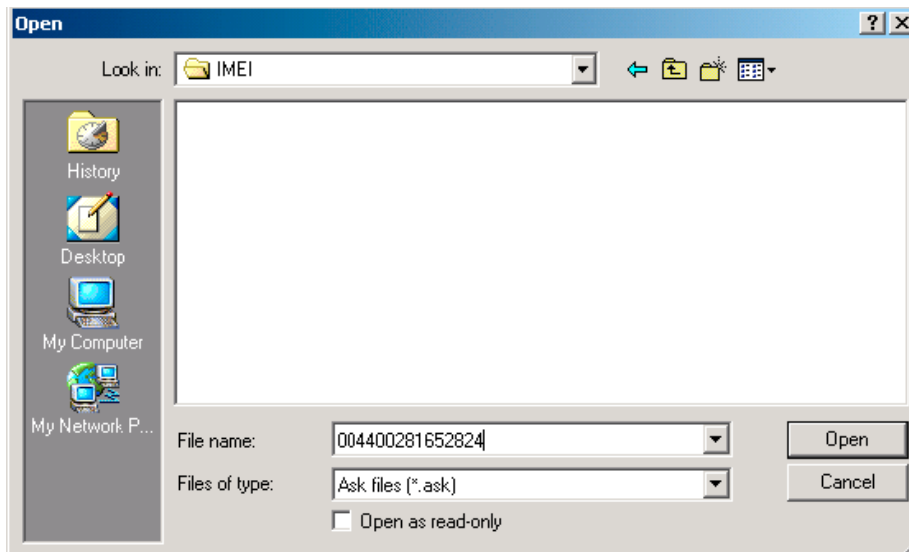 Open
Look in: IMEI
History
Desktop
My Computer
My Network P...
File name: 004400281652824 Open
Files of type: Ask files (*.ask) Cancel
Open as read-only